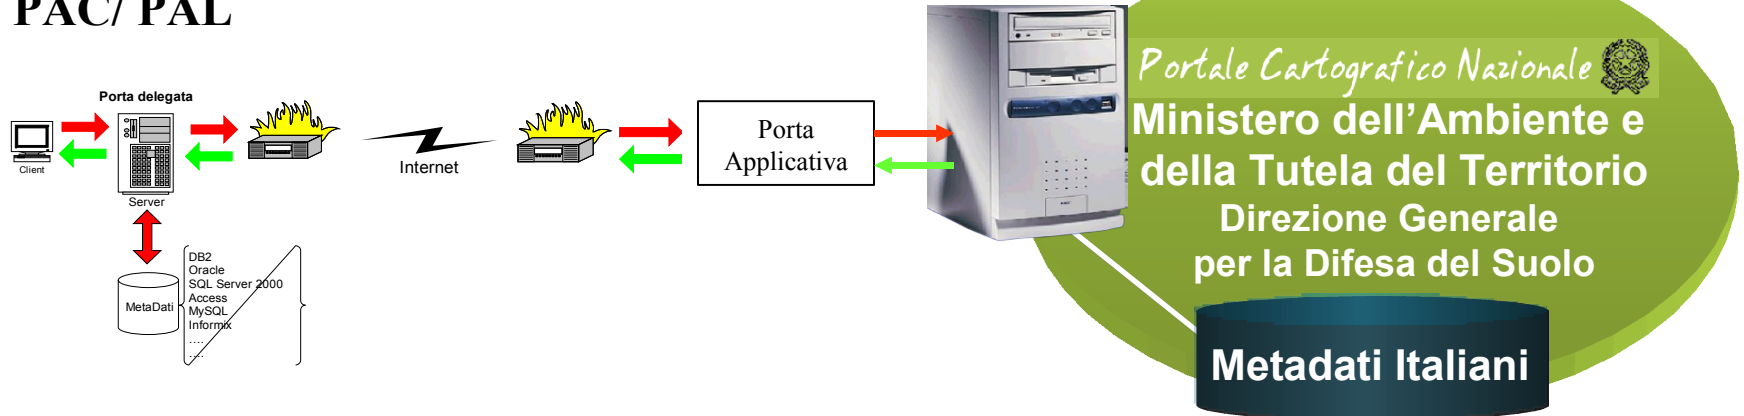 PAC/ PAL
Porta delegata
Client
Server
MetaDati
DB2
Oracle
SQL Server 2000
Access
MySQL
Informix
....
....
Internet
Porta
Applicativa
Portale Cartografico Nazionale
Ministero dell’Ambiente e
della Tutela del Territorio
Direzione Generale
per la Difesa del Suolo
Metadati Italiani